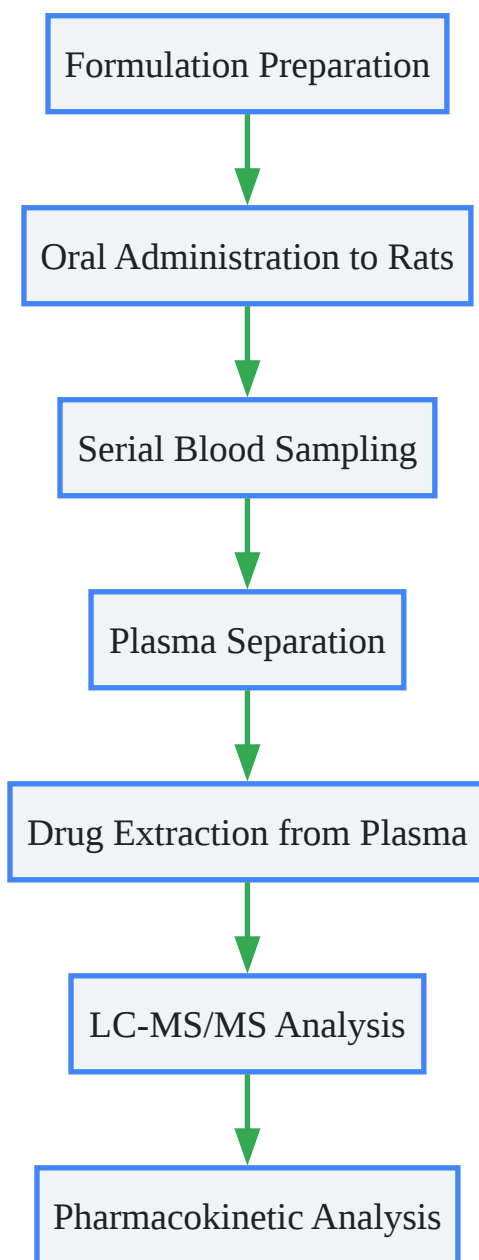 Formulation Preparation
Oral Administration to Rats
Serial Blood Sampling
Plasma Separation
Drug Extraction from Plasma
LC-MS/MS Analysis
Pharmacokinetic Analysis